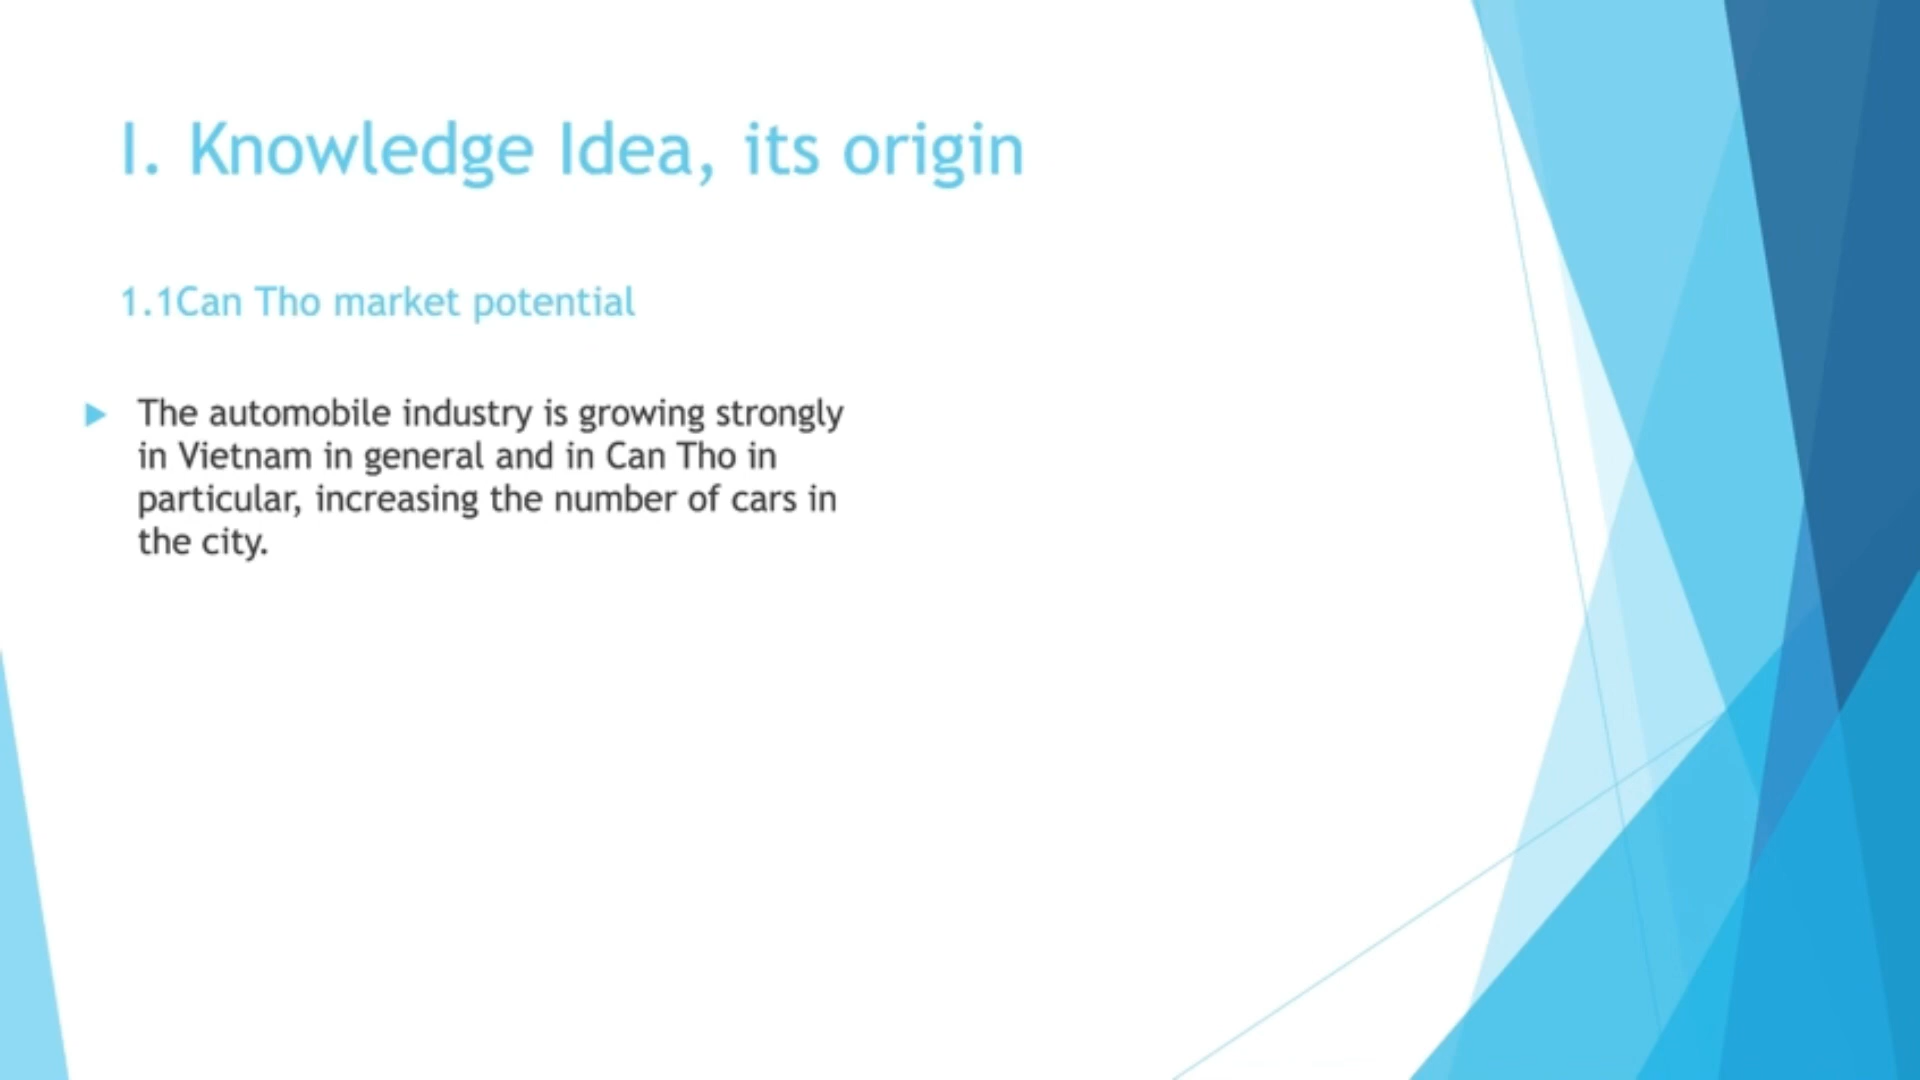 I. Knowledge Idea, its origin
1.1Can Tho market potential
The automobile industry is growing strongly
in Vietnam in general and in Can Tho in
particular, increasing the number of cars in
the city.